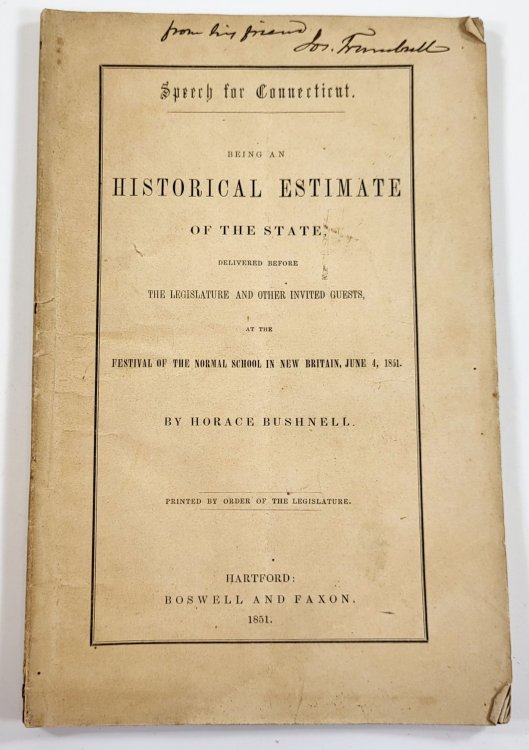 from his friend
Jos. Trumbull
Speech for Connecticut.
BEING AN
HISTORICAL ESTIMATE
OF THE STATE,
DELIVERED BEFORE
THE LEGISLATURE AND OTHER INVITED GUESTS,
AT THE
FESTIVAL OF THE NORMAL SCHOOL IN NEW BRITAIN, JUNE 4, 1851.
BY HORACE BUSHNELL.
PRINTED BY ORDER OF THE LEGISLATURE.
HARTFORD:
BOSWELL AND FAXON.
1851.